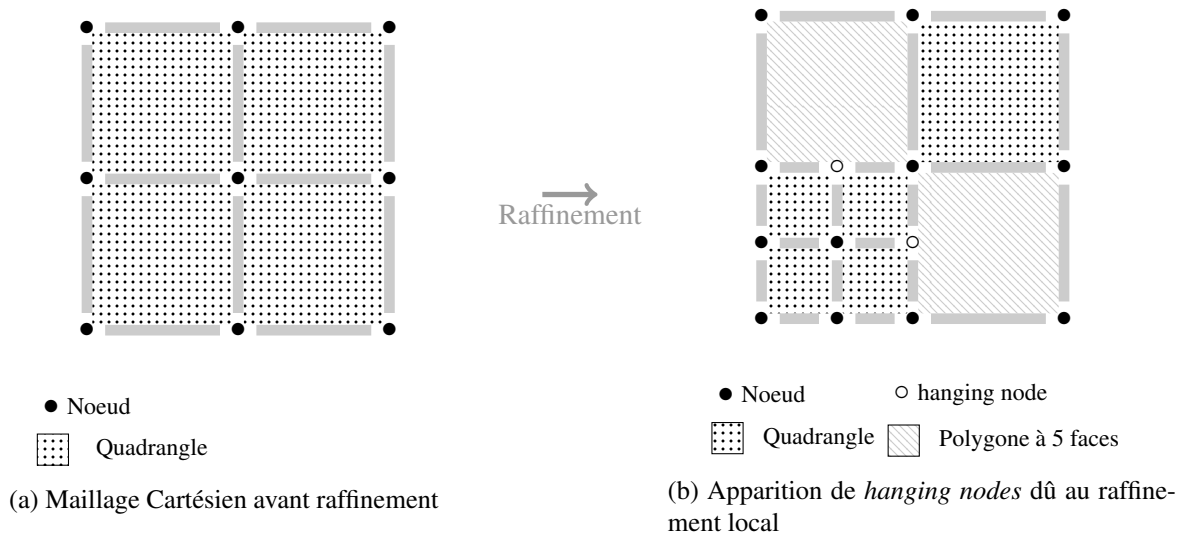 Raffinement
Noeud
Quadrangle
(a) Maillage Cartésien avant raffinement
Noeud hanging node
Quadrangle Polygone à 5 faces
(b) Apparition de hanging nodes dû au raffine-
ment local